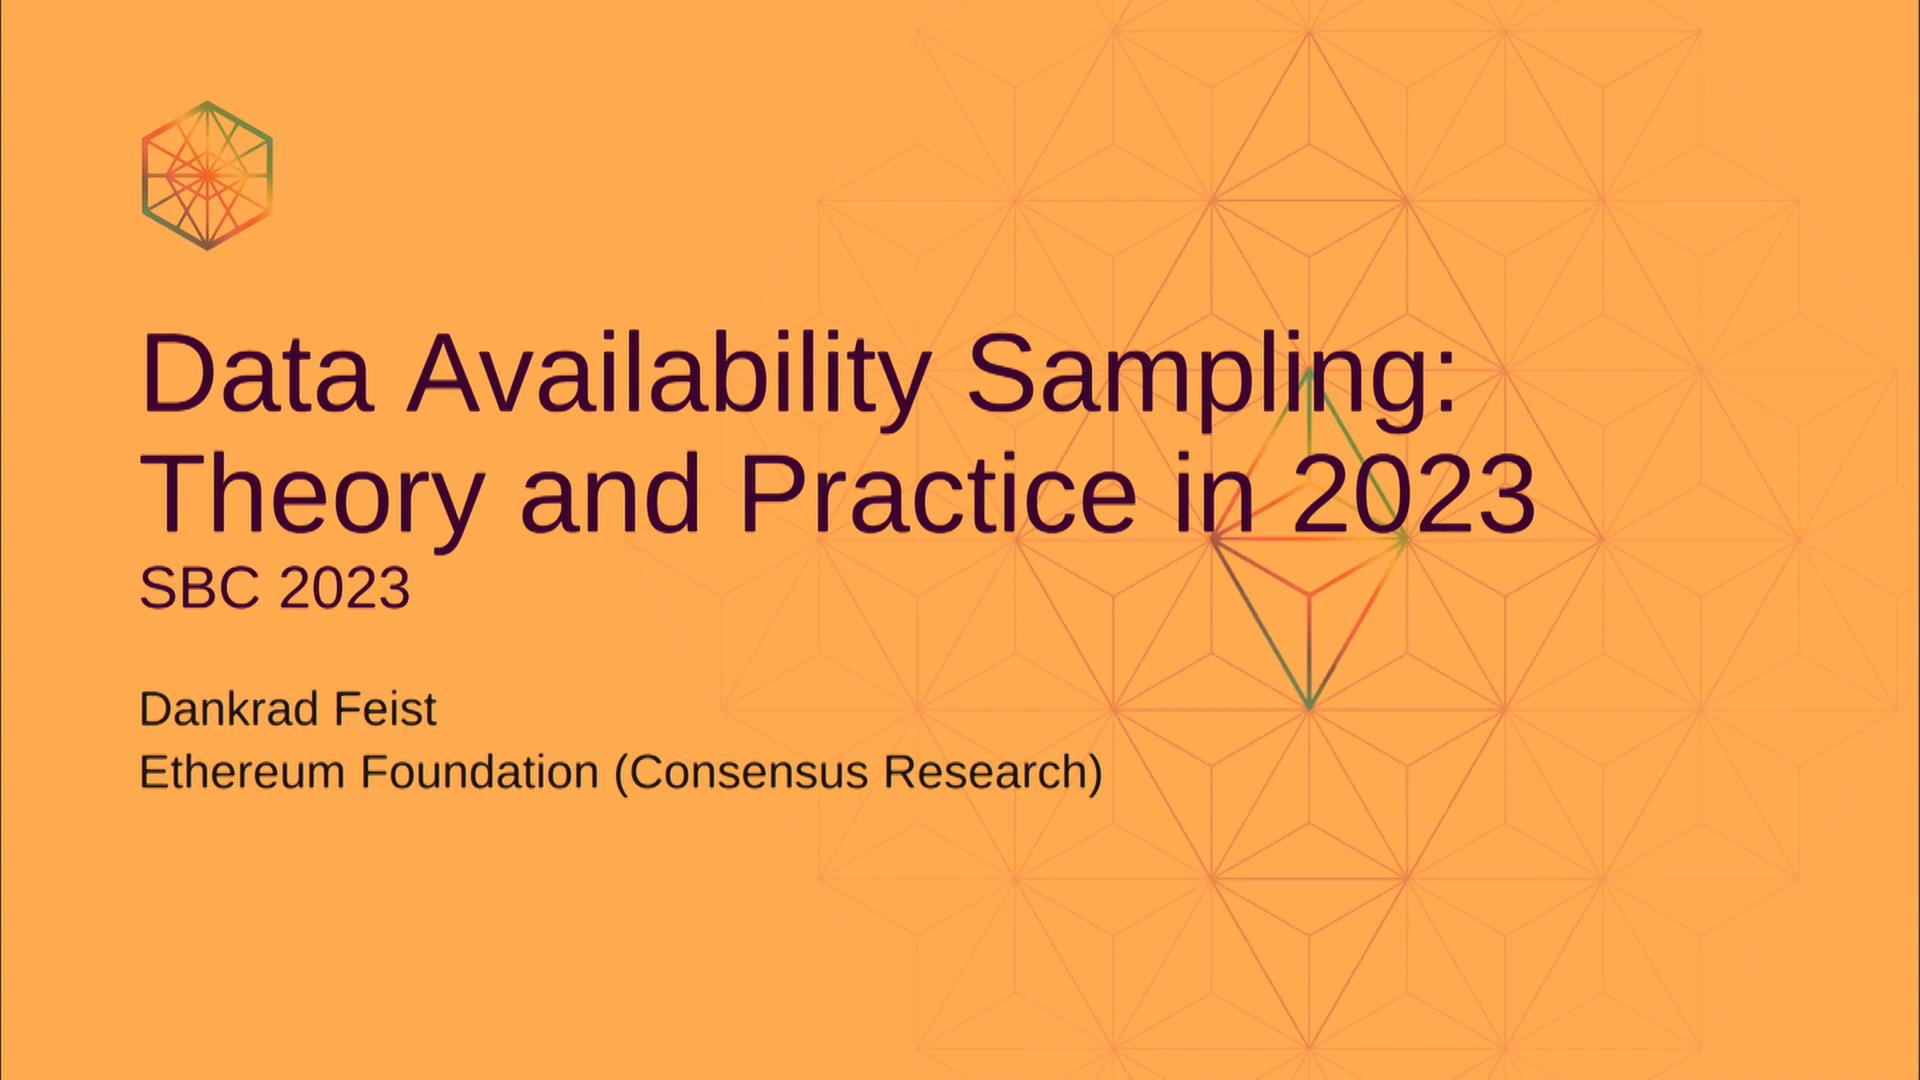 Data Availability Sampling:
Theory and Practice in 2023
SBC 2023
Dankrad Feist
Ethereum Foundation (Consensus Research)